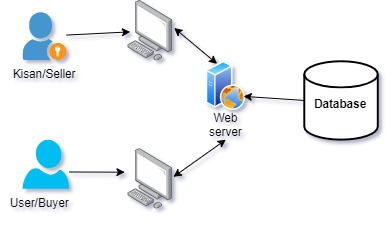 Kisan/Seller
Web
server
Database
User/Buyer